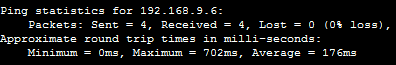 Ping statistics for 192.168.9.6:
Packets: Sent = 4, Received = 4, Lost = 0 (0% loss),
Approximate round trip times in milli-seconds:
Minimum = 0ms, Maximum = 702ms, Average = 176ms